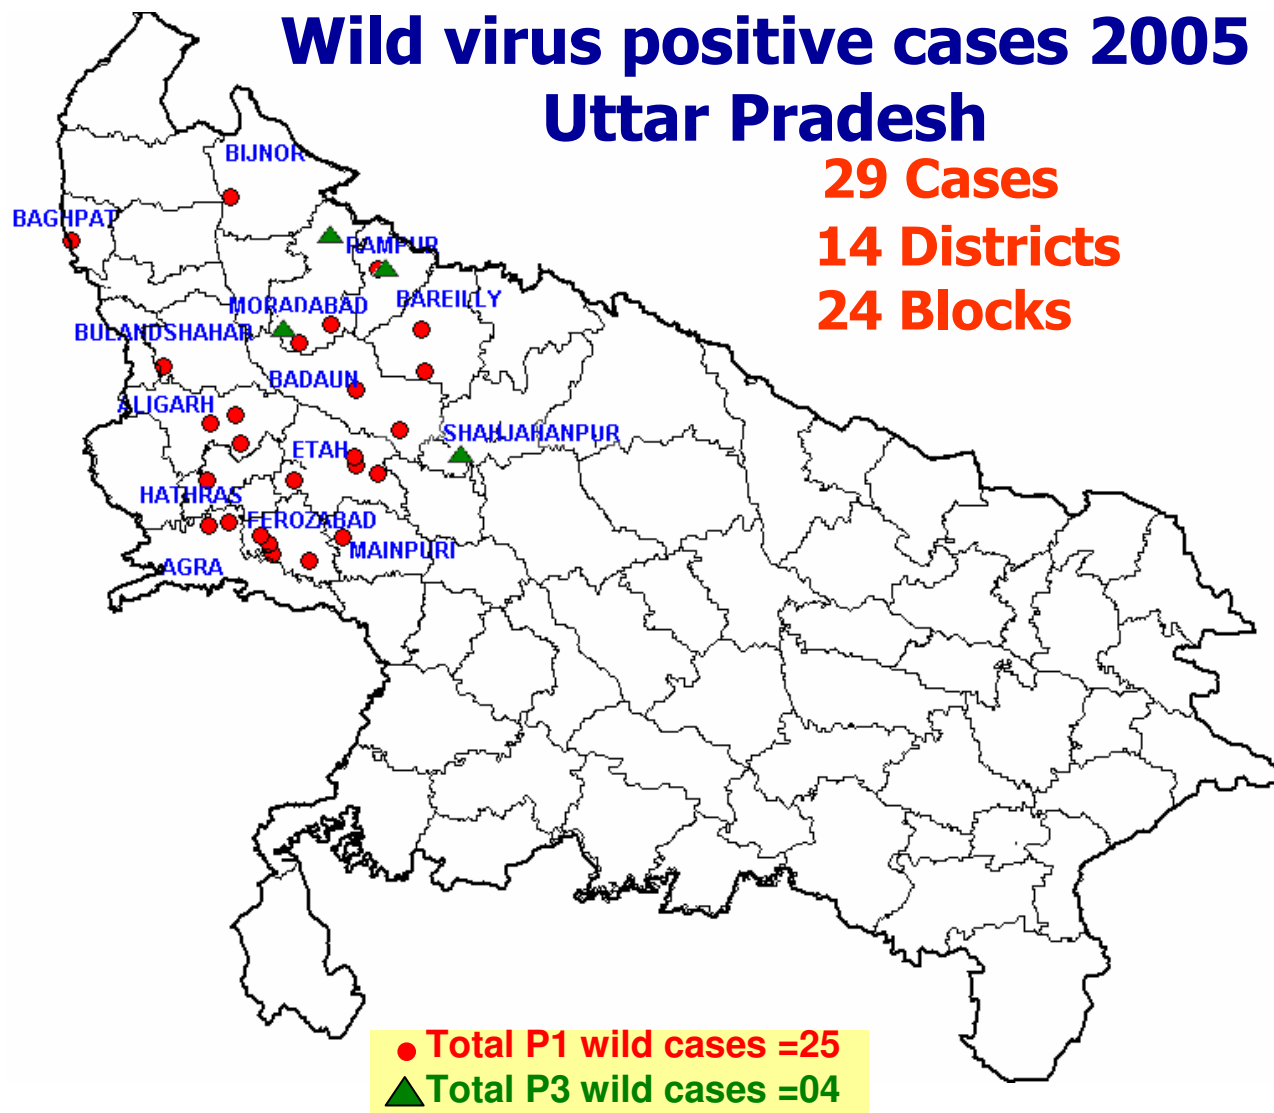 Wild virus positive cases 2005
Uttar Pradesh
29 Cases
14 Districts
24 Blocks
BIJNOR
BAGHPAT
RAMPUR
MORADABAD
BAREILLY
BULANDSHAHAR
BADAUN
ALIGARH
SHAHJAHANPUR
ETAH
HATHRAS
FEROZABAD
MAINPURI
AGRA
Total P1 wild cases =25
Total P3 wild cases =04